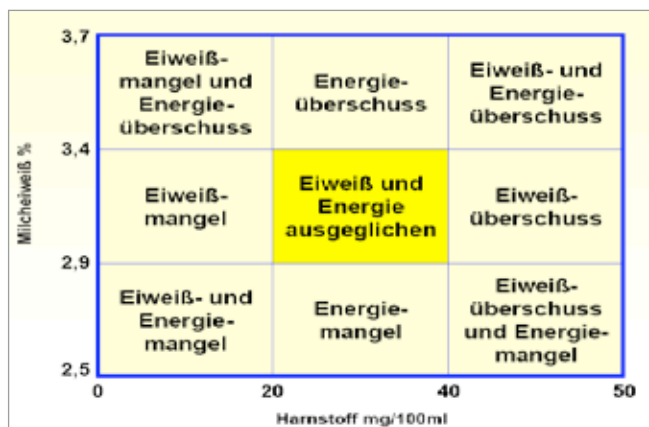 3,7
Eiweiß-
mangel und
Energie-
überschuss
Energie-
überschuss
Eiweiß- und
Energie-
überschuss
3,4
Eiweiß-
mangel
Eiweiß und
Energie
ausgeglichen
Eiweiß-
überschuss
2,9
Eiweiß- und
Energie-
mangel
Energie-
mangel
Eiweiß-
überschuss
und Energie-
mangel
2,5
0
20
40
50
Milcheiweiß %
Harnstoff mg/100ml